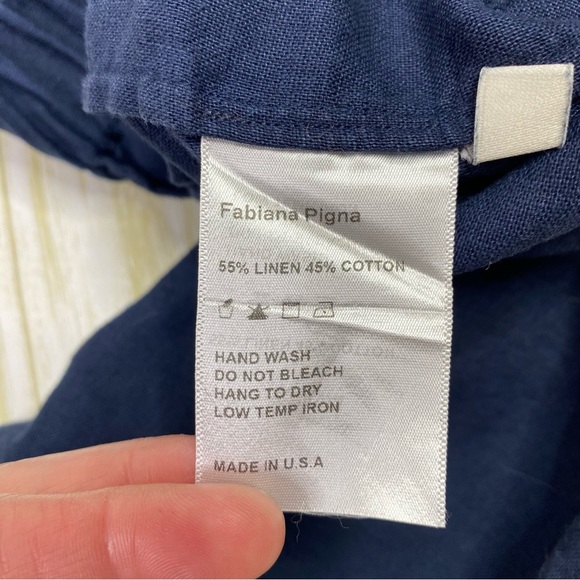 Fabiana Pigna
55% LINEN 45% COTTON
HAND WASH
DO NOT BLEACH
HANG TO DRY
LOW TEMP IRON
MADE IN U.S.A